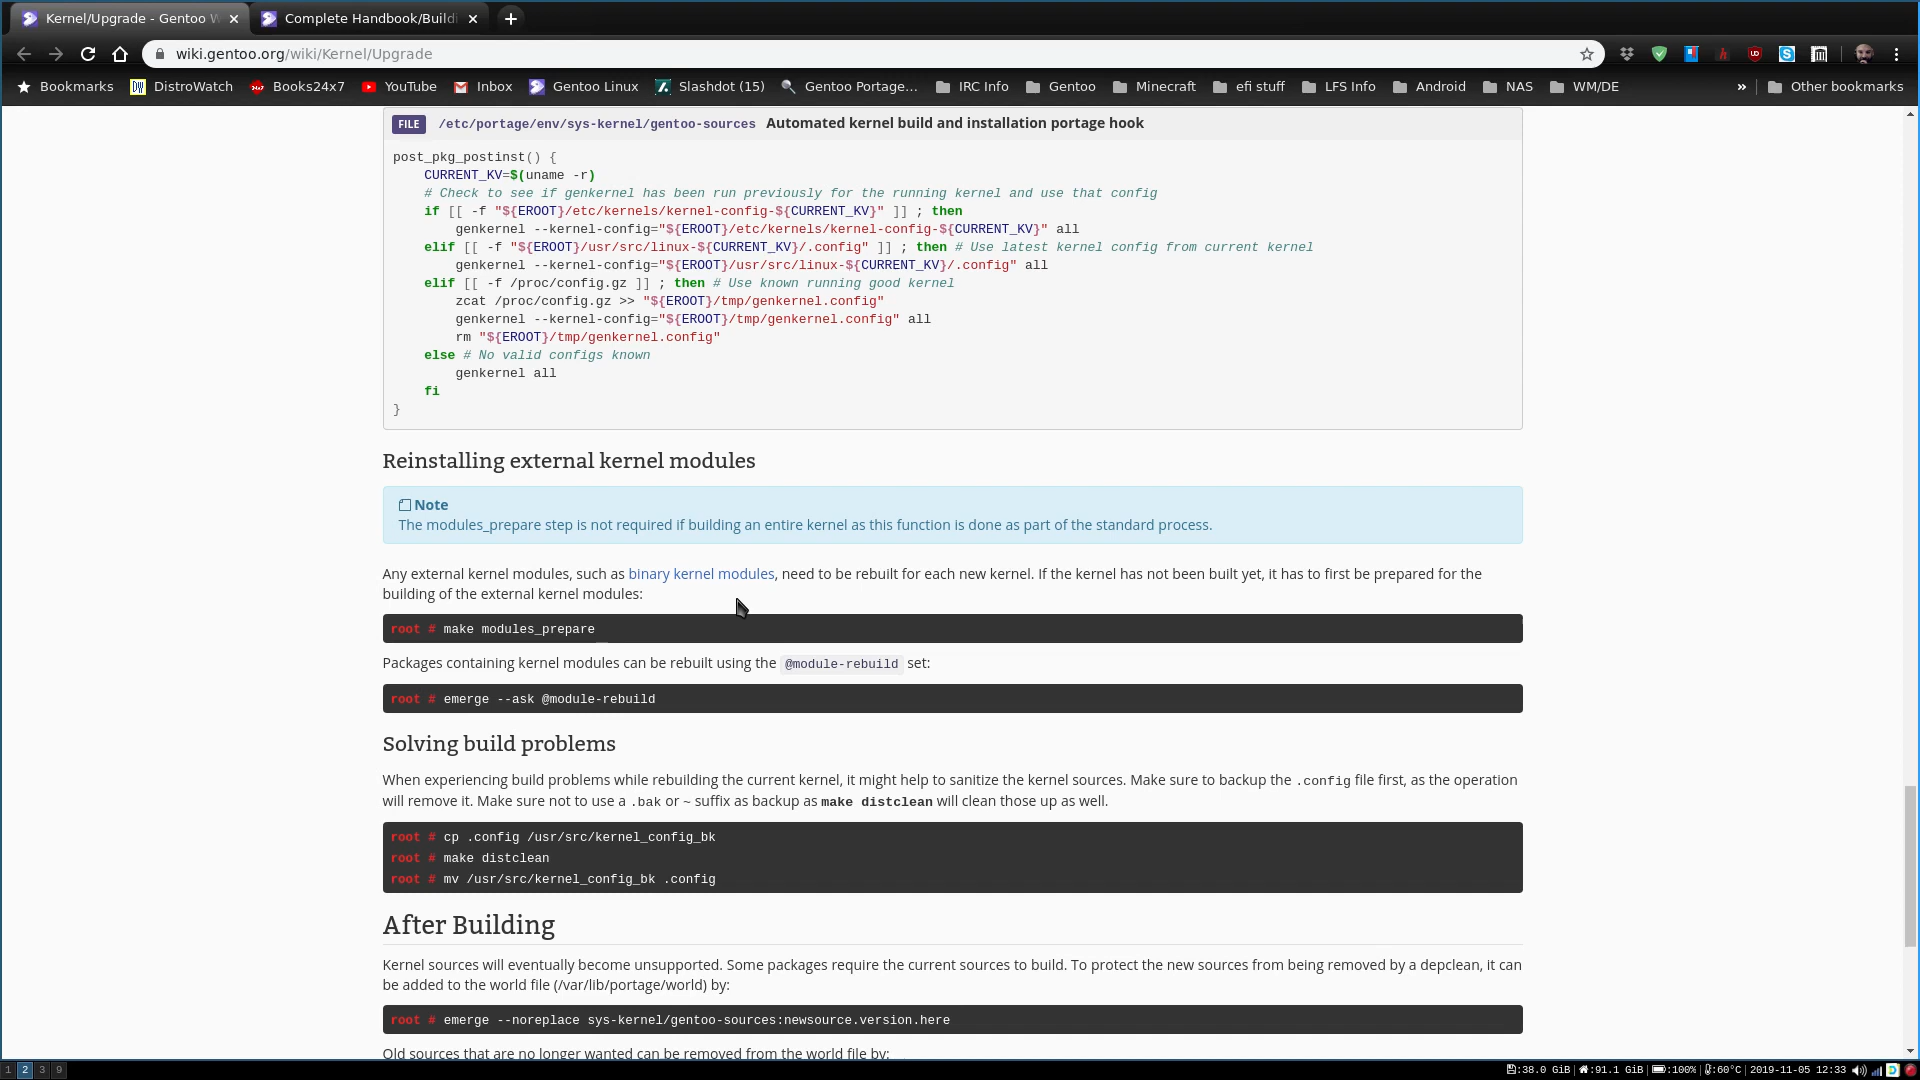 Kernel/Upgrade - Gentoo W
Complete Handbook/Buildi
wiki.gentoo.org/wiki/Kernel/Upgrade
Bookmarks DistroWatch Books24x7 YouTube Inbox Gentoo Linux Slashdot (15) Gentoo Portage... IRC Info Gentoo Minecraft efi stuff LFS Info Android NAS WM/DE » Other bookmarks
FILE /etc/portage/env/sys-kernel/gentoo-sources Automated kernel build and installation portage hook
post_pkg_postinst() {
    CURRENT_KV=$(uname -r)
    # Check to see if genkernel has been run previously for the running kernel and use that config
    if [[ -f "${EROOT}/etc/kernels/kernel-config-${CURRENT_KV}" ]] ; then
        genkernel --kernel-config="${EROOT}/etc/kernels/kernel-config-${CURRENT_KV}" all
    elif [[ -f "${EROOT}/usr/src/linux-${CURRENT_KV}/.config" ]] ; then # Use latest kernel config from current kernel
        genkernel --kernel-config="${EROOT}/usr/src/linux-${CURRENT_KV}/.config" all
    elif [[ -f /proc/config.gz ]] ; then # Use known running good kernel
        zcat /proc/config.gz >> "${EROOT}/tmp/genkernel.config"
        genkernel --kernel-config="${EROOT}/tmp/genkernel.config" all
        rm "${EROOT}/tmp/genkernel.config"
    else # No valid configs known
        genkernel all
    fi
}
Reinstalling external kernel modules
Note
The modules_prepare step is not required if building an entire kernel as this function is done as part of the standard process.
Any external kernel modules, such as binary kernel modules, need to be rebuilt for each new kernel. If the kernel has not been built yet, it has to first be prepared for the
building of the external kernel modules:
root # make modules_prepare
Packages containing kernel modules can be rebuilt using the @module-rebuild set:
root # emerge --ask @module-rebuild
Solving build problems
When experiencing build problems while rebuilding the current kernel, it might help to sanitize the kernel sources. Make sure to backup the .config file first, as the operation
will remove it. Make sure not to use a .bak or ~ suffix as backup as make distclean will clean those up as well.
root # cp .config /usr/src/kernel_config_bk
root # make distclean
root # mv /usr/src/kernel_config_bk .config
After Building
Kernel sources will eventually become unsupported. Some packages require the current sources to build. To protect the new sources from being removed by a depclean, it can
be added to the world file (/var/lib/portage/world) by:
root # emerge --noreplace sys-kernel/gentoo-sources:newsource.version.here
Old sources that are no longer wanted can be removed from the world file by:
1 2 3 9 :38.0 GiB | :91.1 GiB | :100% | :60°C | 2019-11-05 12:33